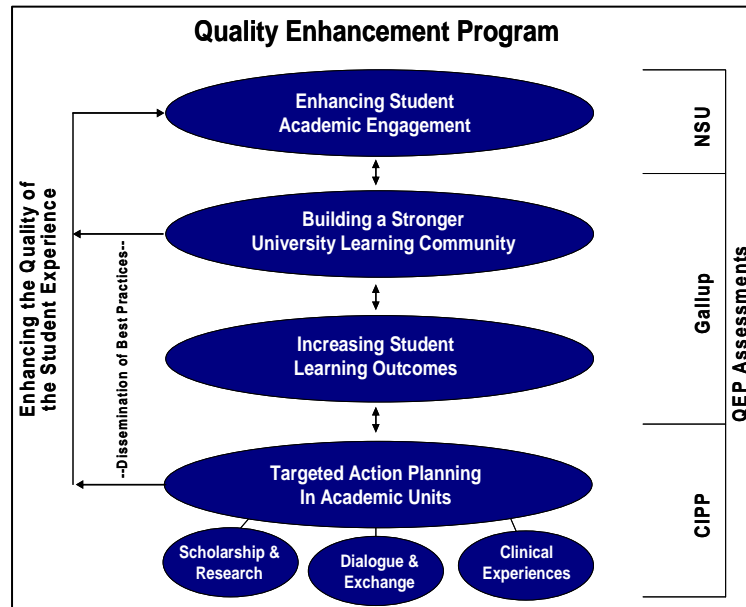 Quality Enhancement Program
Enhancing Student
Academic Engagement
Building a Stronger
University Learning Community
Increasing Student
Learning Outcomes
Targeted Action Planning
In Academic Units
Scholarship &
Research
Dialogue &
Exchange
Clinical
Experiences
Enhancing the Quality of
the Student Experience
--Dissemination of Best Practices--
NSU
Gallup
CIPP
QEP Assessments